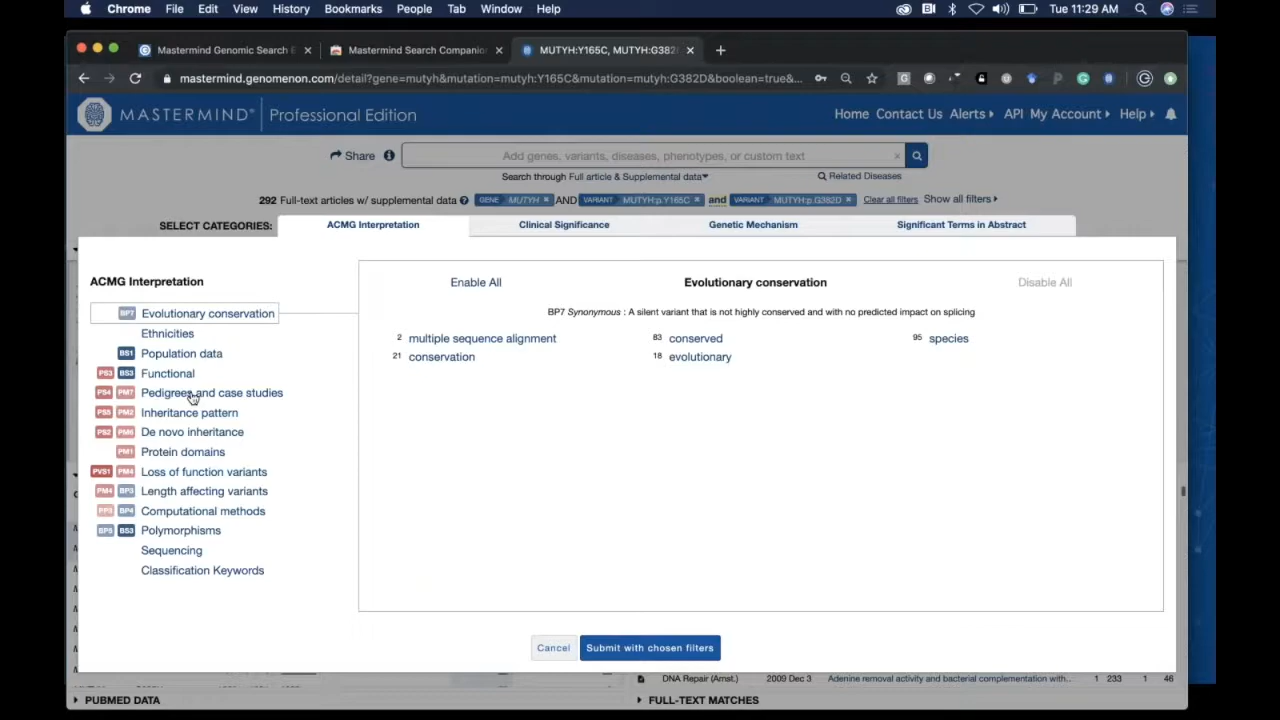 Chrome File Edit View History Bookmarks People Tab Window Help Tue 11:29 AM
Mastermind Genomic Search E × Mastermind Search Companion × MUTYH:Y165C, MUTYH:G382 × +
mastermind.genomenon.com/detail?gene=mutyh&mutation=mutyh:Y165C&mutation=mutyh:G382D&boolean=true&...
MASTERMIND® Professional Edition Home Contact Us Alerts API My Account Help
Share Add genes, variants, diseases, phenotypes, or custom text ×
Search through Full article & Supplemental data Related Diseases
292 Full-text articles w/ supplemental data GENE MUTYH × AND VARIANT MUTYH:p.Y165C × and VARIANT MUTYH:p.G382D × Clear all filters Show all filters
SELECT CATEGORIES: ACMG Interpretation Clinical Significance Genetic Mechanism Significant Terms in Abstract
ACMG Interpretation Enable All Evolutionary conservation Disable All
BP7 Evolutionary conservation BP7 Synonymous : A silent variant that is not highly conserved and with no predicted impact on splicing
Ethnicities 2 multiple sequence alignment 83 conserved 95 species
BS1 Population data 21 conservation 18 evolutionary
PS3 BS3 Functional
PS4 PM7 Pedigrees and case studies
PS5 PM2 Inheritance pattern
PS2 PM6 De novo inheritance
PM1 Protein domains
PVS1 PM4 Loss of function variants
PM4 BP3 Length affecting variants
PP3 BP4 Computational methods
BP5 BS3 Polymorphisms
Sequencing
Classification Keywords
Cancel Submit with chosen filters
DNA Repair (Amst.) 2009 Dec 3 Adenine removal activity and bacterial complementation with... 1 233 1 46
PUBMED DATA FULL-TEXT MATCHES